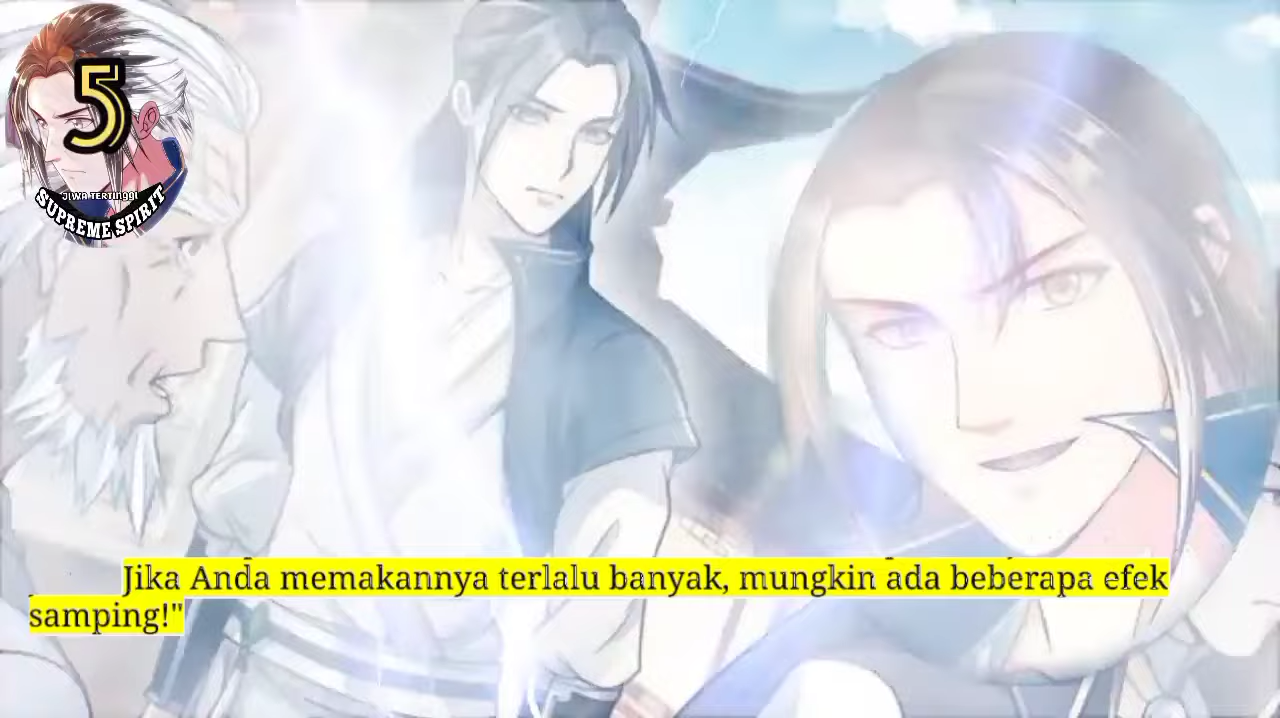 5
JIWA TERTINGGI
SUPREME SPIRIT
Jika Anda memakannya terlalu banyak, mungkin ada beberapa efek
samping!"